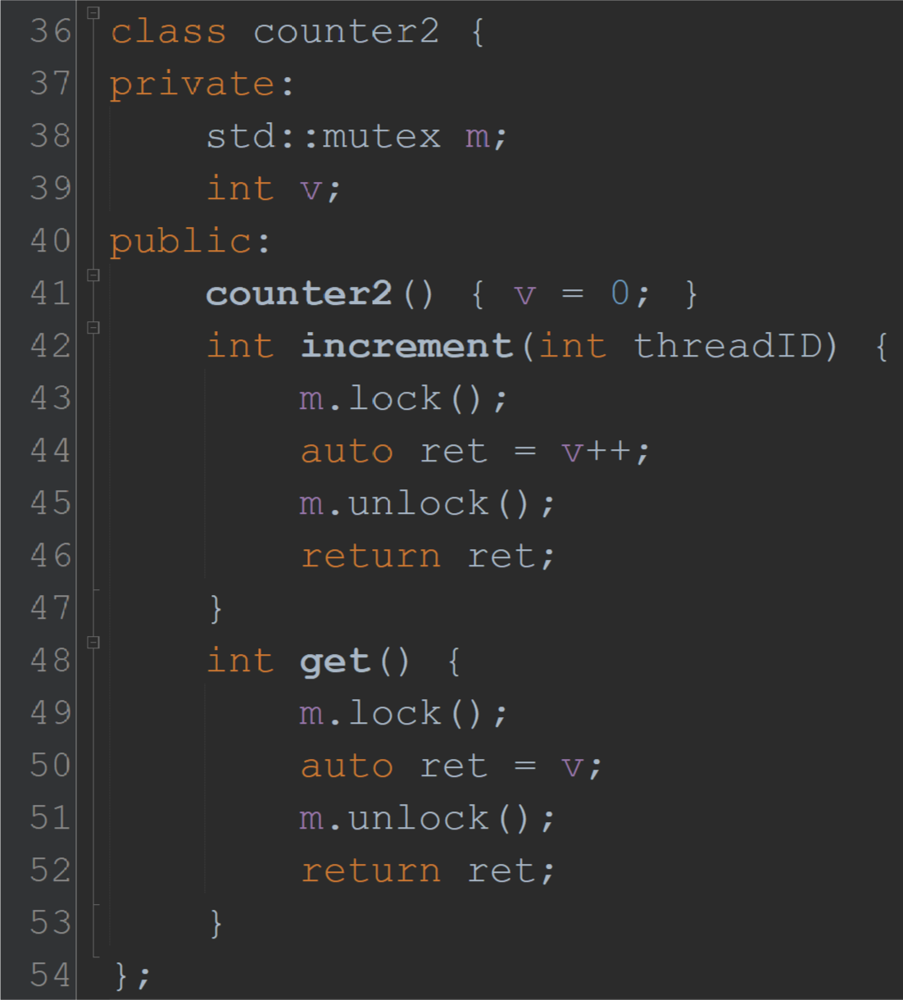 36 class counter2 {
37 private:
38     std::mutex m;
39     int v;
40 public:
41     counter2() { v = 0; }
42     int increment(int threadID) {
43         m.lock();
44         auto ret = v++;
45         m.unlock();
46         return ret;
47     }
48     int get() {
49         m.lock();
50         auto ret = v;
51         m.unlock();
52         return ret;
53     }
54 };